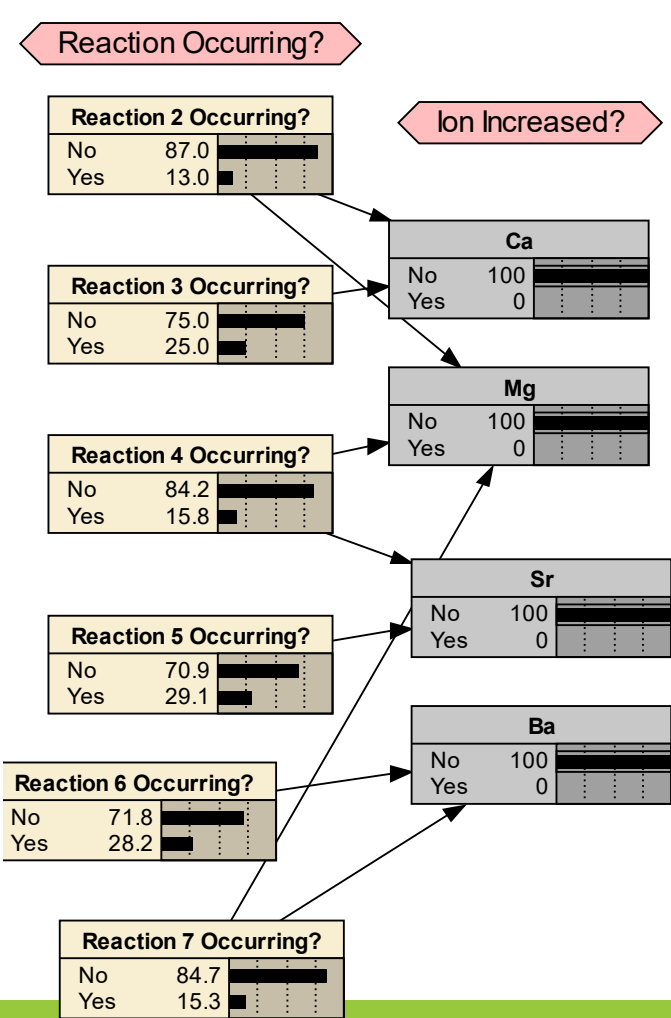 Reaction Occurring?
Ion Increased?
Reaction 2 Occurring?
No 87.0
Yes 13.0
Ca
No 100
Yes 0
Reaction 3 Occurring?
No 75.0
Yes 25.0
Mg
No 100
Yes 0
Reaction 4 Occurring?
No 84.2
Yes 15.8
Sr
No 100
Yes 0
Reaction 5 Occurring?
No 70.9
Yes 29.1
Ba
No 100
Yes 0
Reaction 6 Occurring?
No 71.8
Yes 28.2
Reaction 7 Occurring?
No 84.7
Yes 15.3